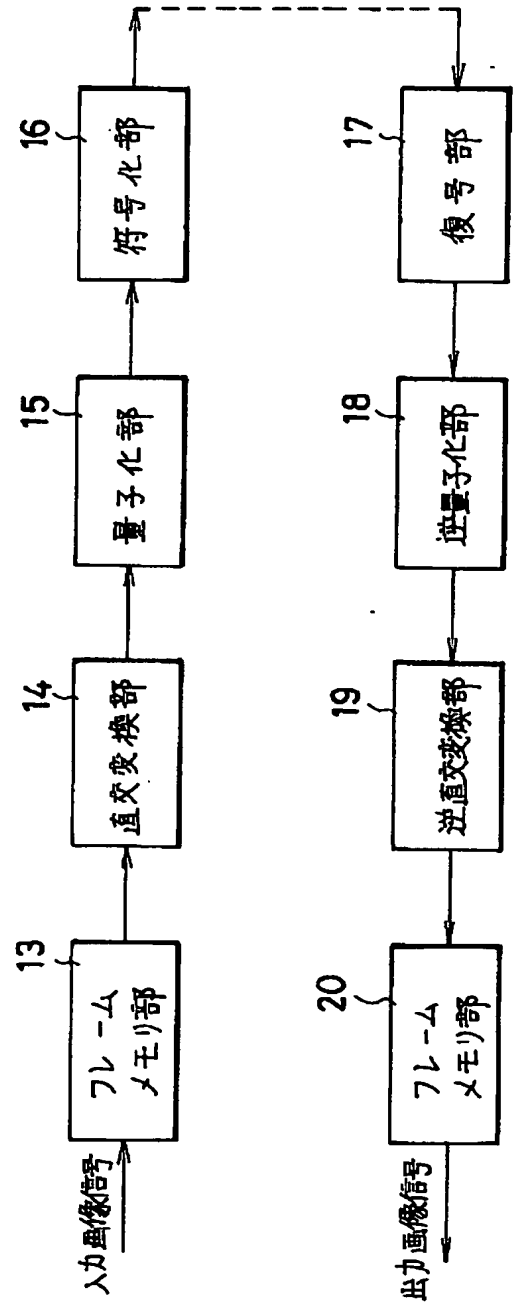 入力画像信号
13
フレーム
メモリ部
14
直交変換部
15
量子化部
16
符号化部
17
復号部
18
逆量子化部
19
逆直交変換部
20
フレーム
メモリ部
出力画像信号